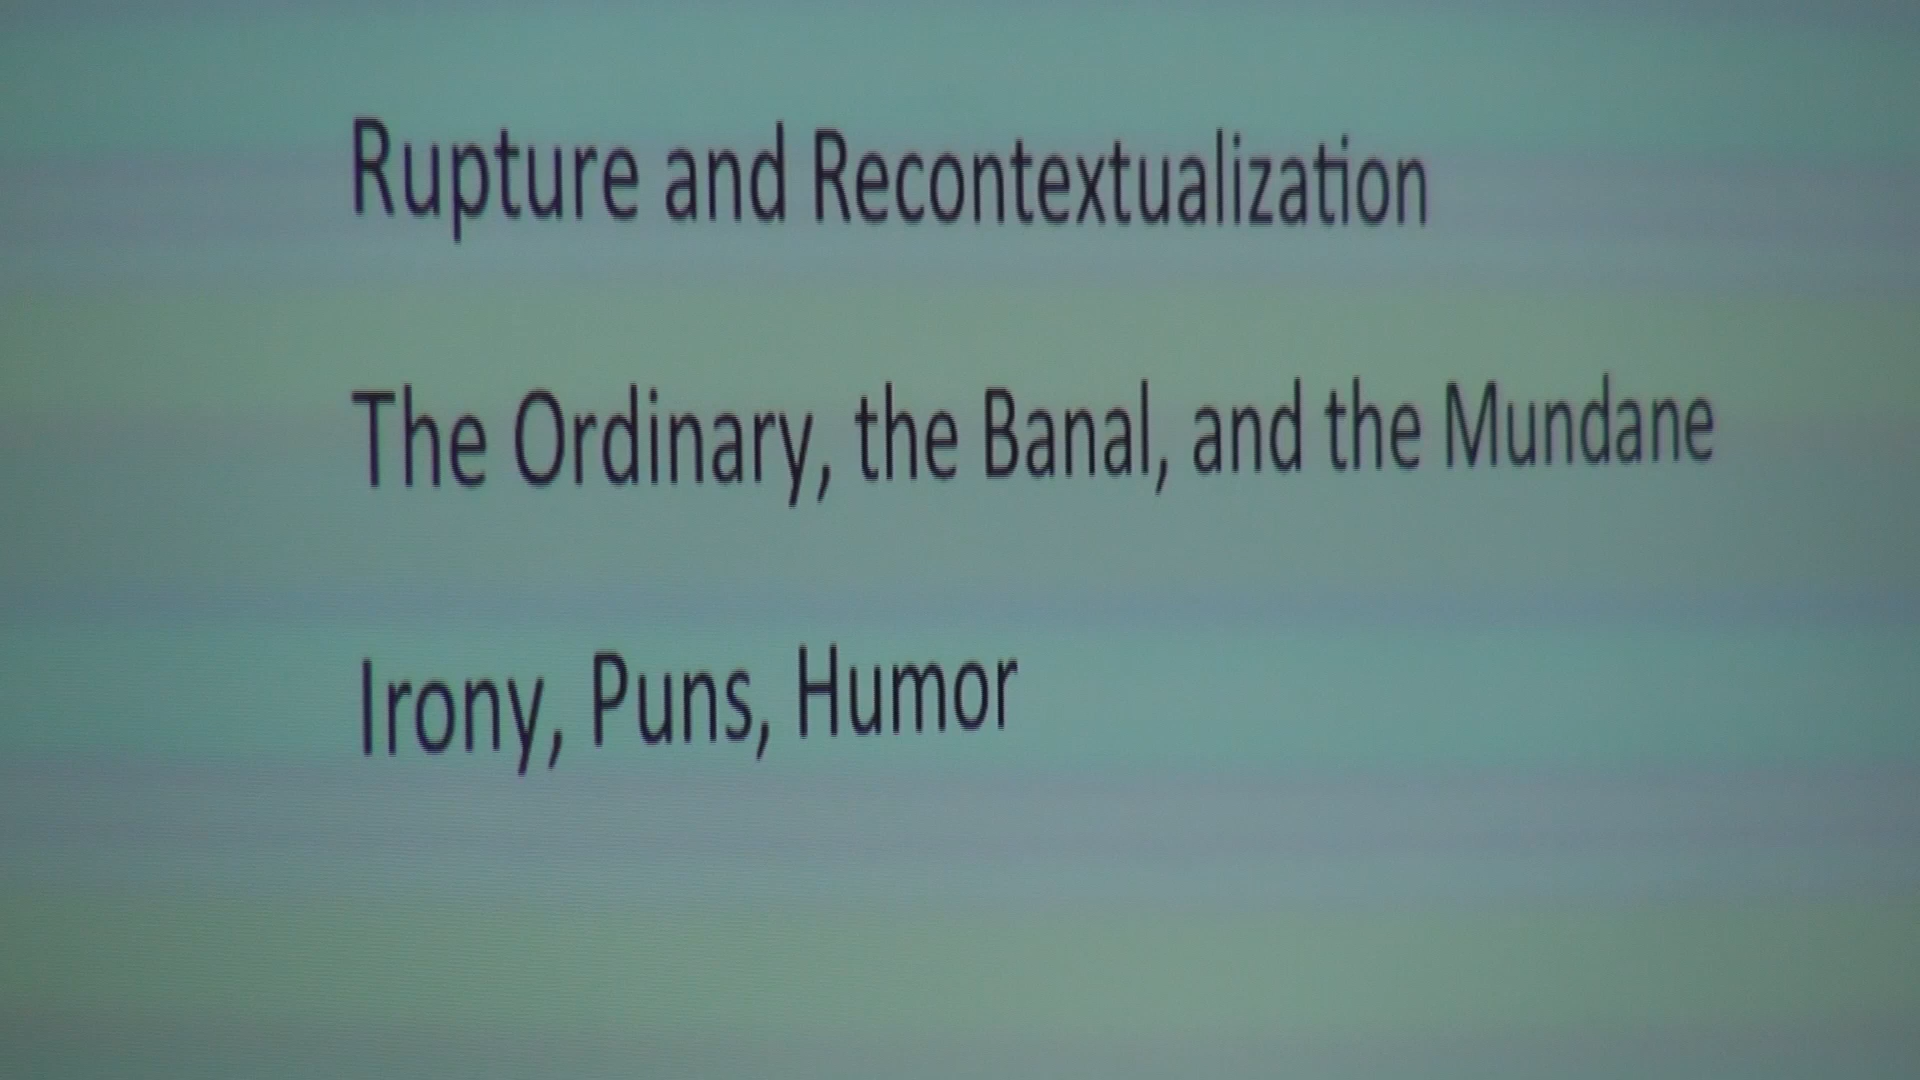 Rupture and Recontextualization
The Ordinary, the Banal, and the Mundane
Irony, Puns, Humor